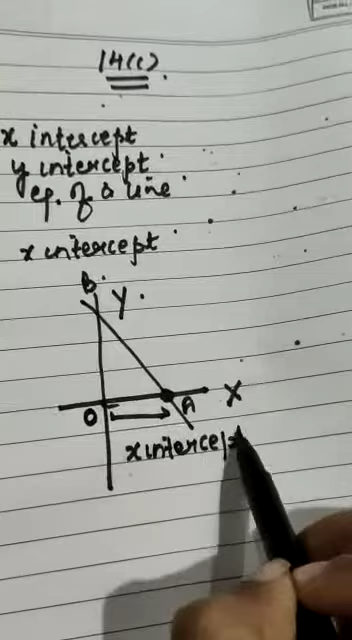 14(c).
x intercept
y intercept
eq. of a line
x intercept
B
Y
X
O
A
x intercept